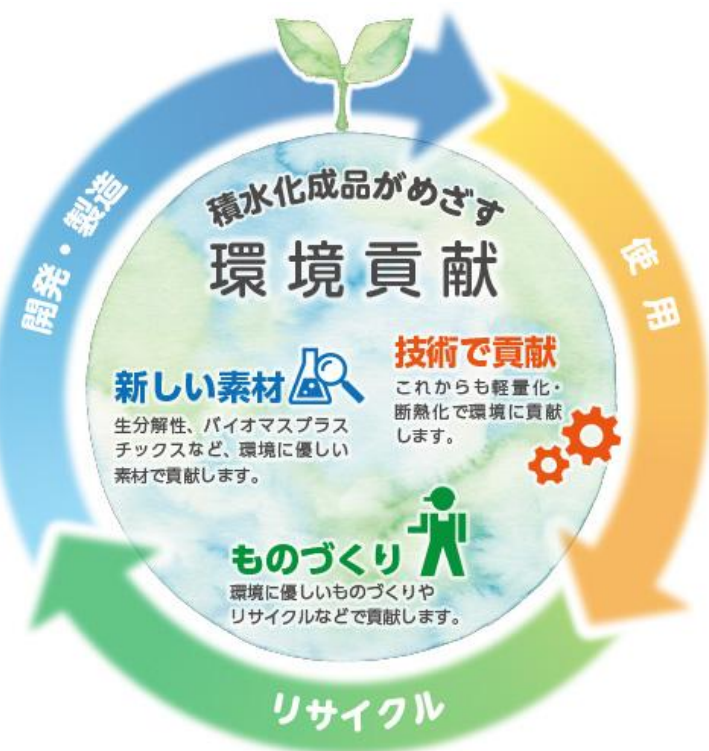 積水化成品がめざす
環境貢献
開発・製造
使用
リサイクル
新しい素材
生分解性、バイオマスプラス
チックスなど、環境に優しい
素材で貢献します。
技術で貢献
これからも軽量化・
断熱化で環境に貢献
します。
ものづくり
環境に優しいものづくりや
リサイクルなどで貢献します。